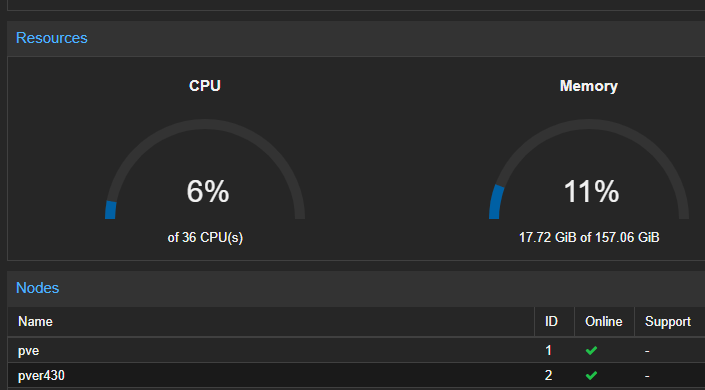 Resources
CPU
Memory
6%
11%
of 36 CPU(s)
17.72 GiB of 157.06 GiB
Nodes
Name ID Online Support
pve 1 -
pver430 2 -